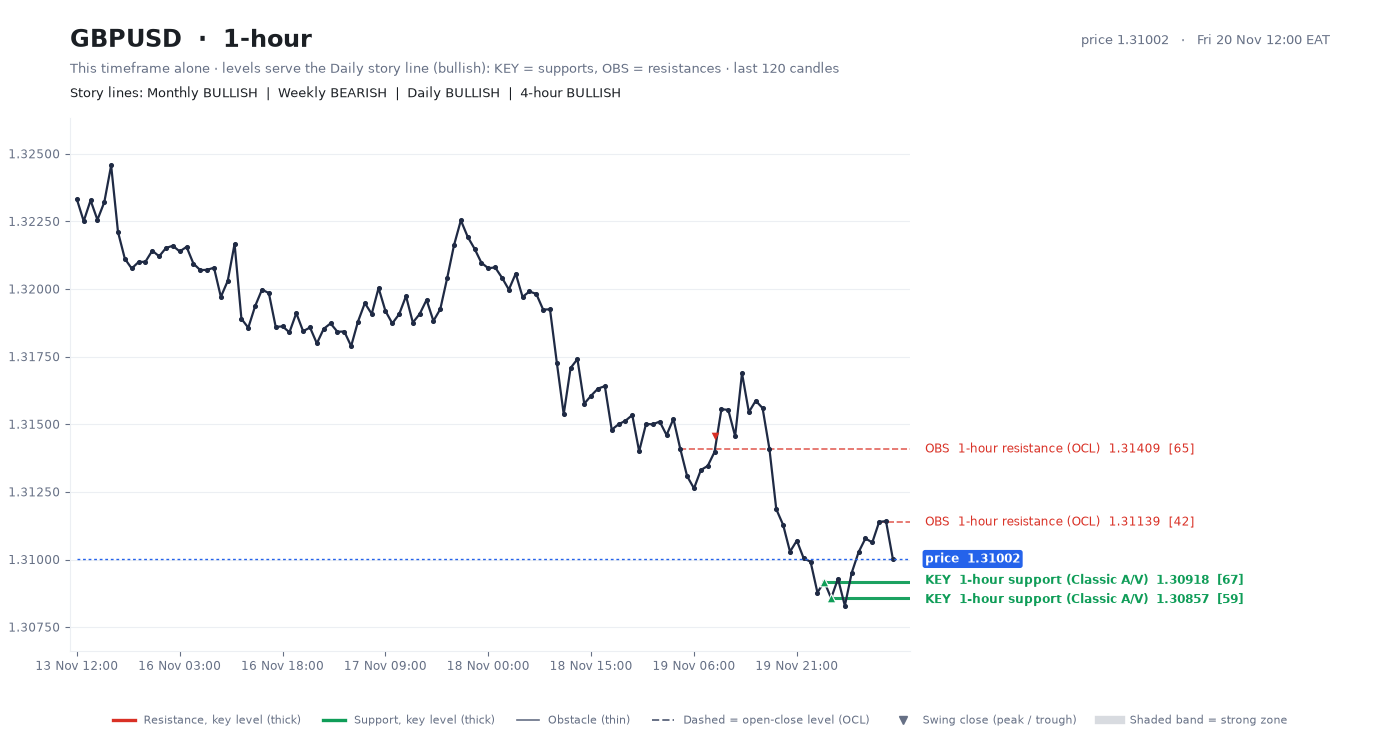 GBPUSD · 1-hour
price 1.31002 · Fri 20 Nov 12:00 EAT
This timeframe alone · levels serve the Daily story line (bullish): KEY = supports, OBS = resistances · last 120 candles
Story lines: Monthly BULLISH | Weekly BEARISH | Daily BULLISH | 4-hour BULLISH
1.32500
1.32250
1.32000
1.31750
1.31500
1.31250
1.31000
1.30750
OBS 1-hour resistance (OCL) 1.31409 [65]
OBS 1-hour resistance (OCL) 1.31139 [42]
price 1.31002
KEY 1-hour support (Classic A/V) 1.30918 [67]
KEY 1-hour support (Classic A/V) 1.30857 [59]
13 Nov 12:00 16 Nov 03:00 16 Nov 18:00 17 Nov 09:00 18 Nov 00:00 18 Nov 15:00 19 Nov 06:00 19 Nov 21:00
Resistance, key level (thick) Support, key level (thick) Obstacle (thin) Dashed = open-close level (OCL) Swing close (peak / trough) Shaded band = strong zone